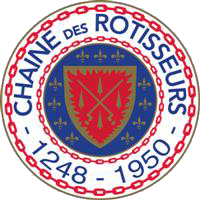 CHAINE DES ROTISSEURS
- 1248 - 1950 -